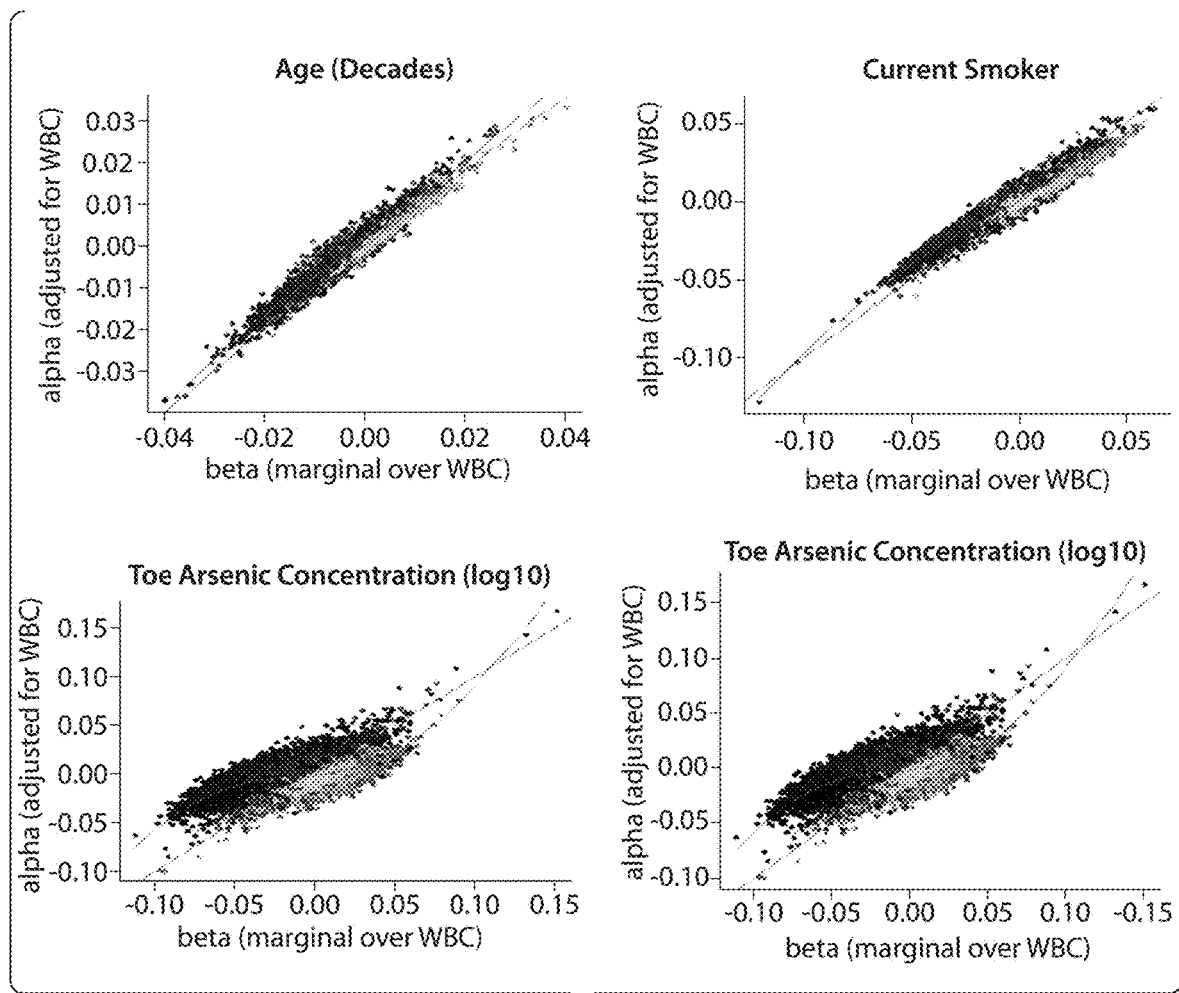 Age (Decades)
alpha (adjusted for WBC)
0.03
0.02
0.01
0.00
-0.01
-0.02
-0.03
-0.04 -0.02 0.00 0.02 0.04
beta (marginal over WBC)
Current Smoker
alpha (adjusted for WBC)
0.05
0.00
-0.05
-0.10
-0.10 -0.05 0.00 0.05
beta (marginal over WBC)
Toe Arsenic Concentration (log10)
alpha (adjusted for WBC)
0.15
0.10
0.05
0.00
-0.05
-0.10
-0.10 -0.05 0.00 0.05 0.10 0.15
beta (marginal over WBC)
Toe Arsenic Concentration (log10)
alpha (adjusted for WBC)
0.15
0.10
0.05
0.00
-0.05
-0.10
-0.10 -0.05 0.00 0.05 0.10 -0.15
beta (marginal over WBC)